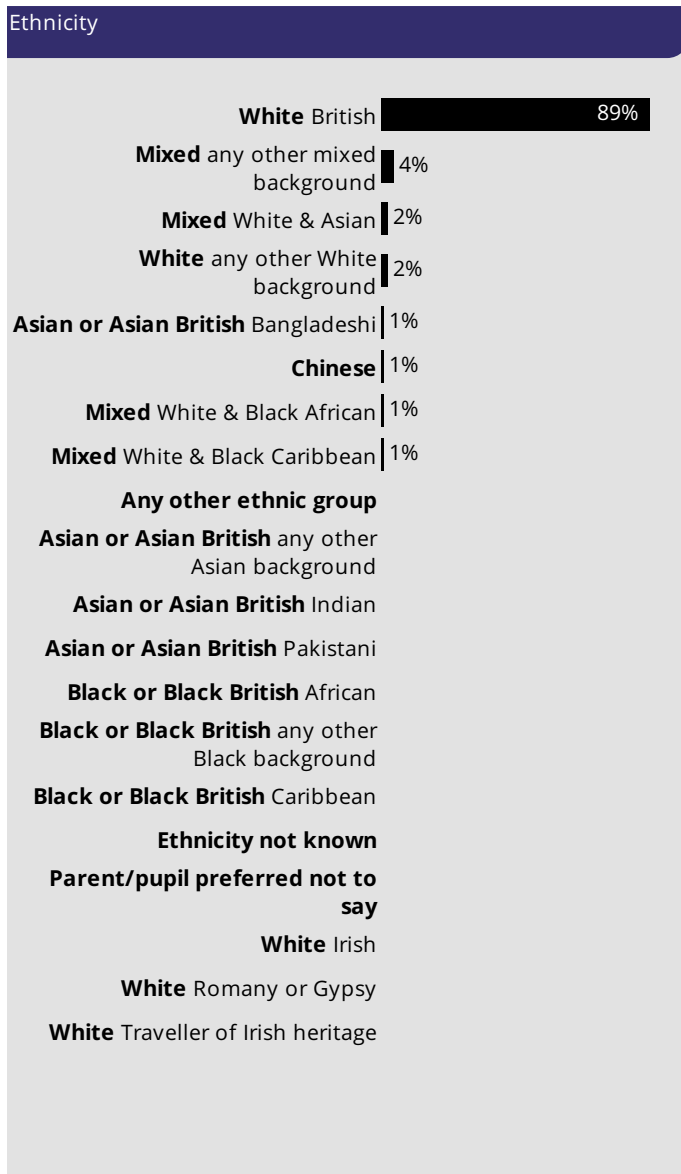 Ethnicity
White British 89%
Mixed any other mixed
background 4%
Mixed White & Asian 2%
White any other White
background 2%
Asian or Asian British Bangladeshi 1%
Chinese 1%
Mixed White & Black African 1%
Mixed White & Black Caribbean 1%
Any other ethnic group
Asian or Asian British any other
Asian background
Asian or Asian British Indian
Asian or Asian British Pakistani
Black or Black British African
Black or Black British any other
Black background
Black or Black British Caribbean
Ethnicity not known
Parent/pupil preferred not to
say
White Irish
White Romany or Gypsy
White Traveller of Irish heritage